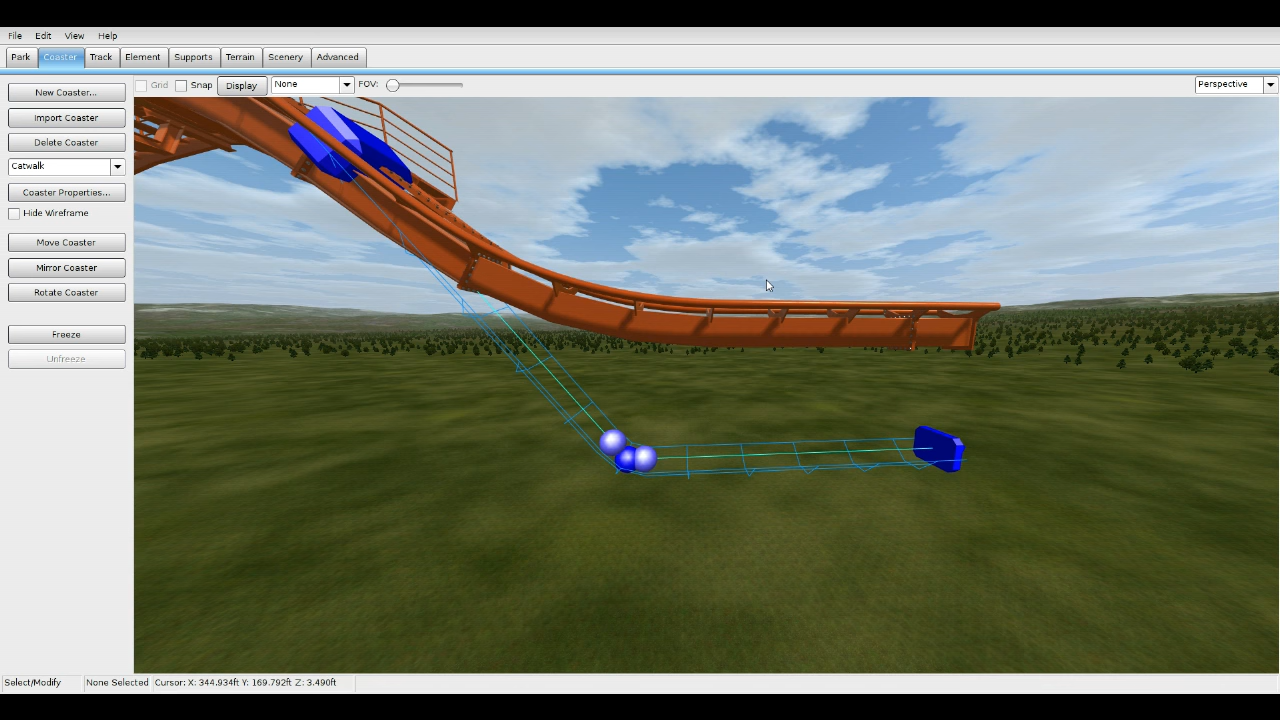 File Edit View Help
Park Coaster Track Element Supports Terrain Scenery Advanced
New Coaster... Grid Snap Display None FOV: Perspective
Import Coaster
Delete Coaster
Catwalk
Coaster Properties...
Hide Wireframe
Move Coaster
Mirror Coaster
Rotate Coaster
Freeze
Unfreeze
Select/Modify None Selected Cursor: X: 344.934ft Y: 169.792ft Z: 3.490ft